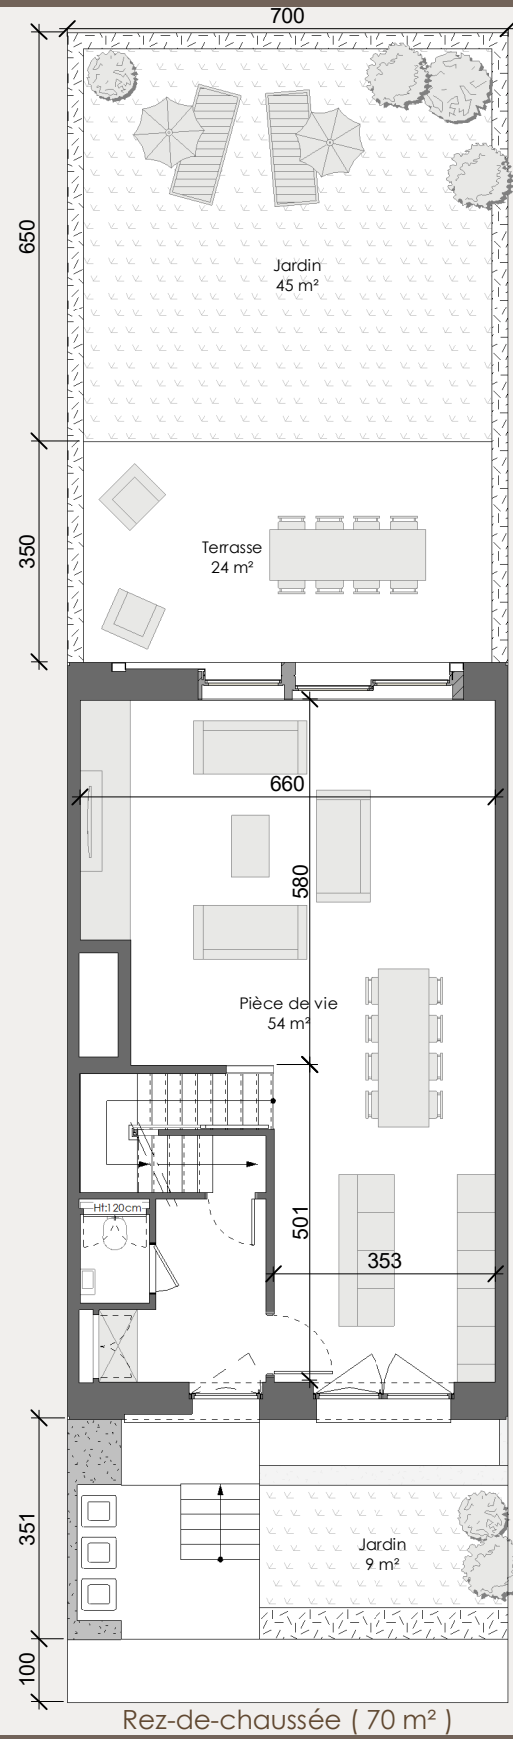 700
650
Jardin
45 m²
350
Terrasse
24 m²
660
580
Pièce de vie
54 m²
Ht:120cm
501
353
351
Jardin
9 m²
100
Rez-de-chaussée ( 70 m² )